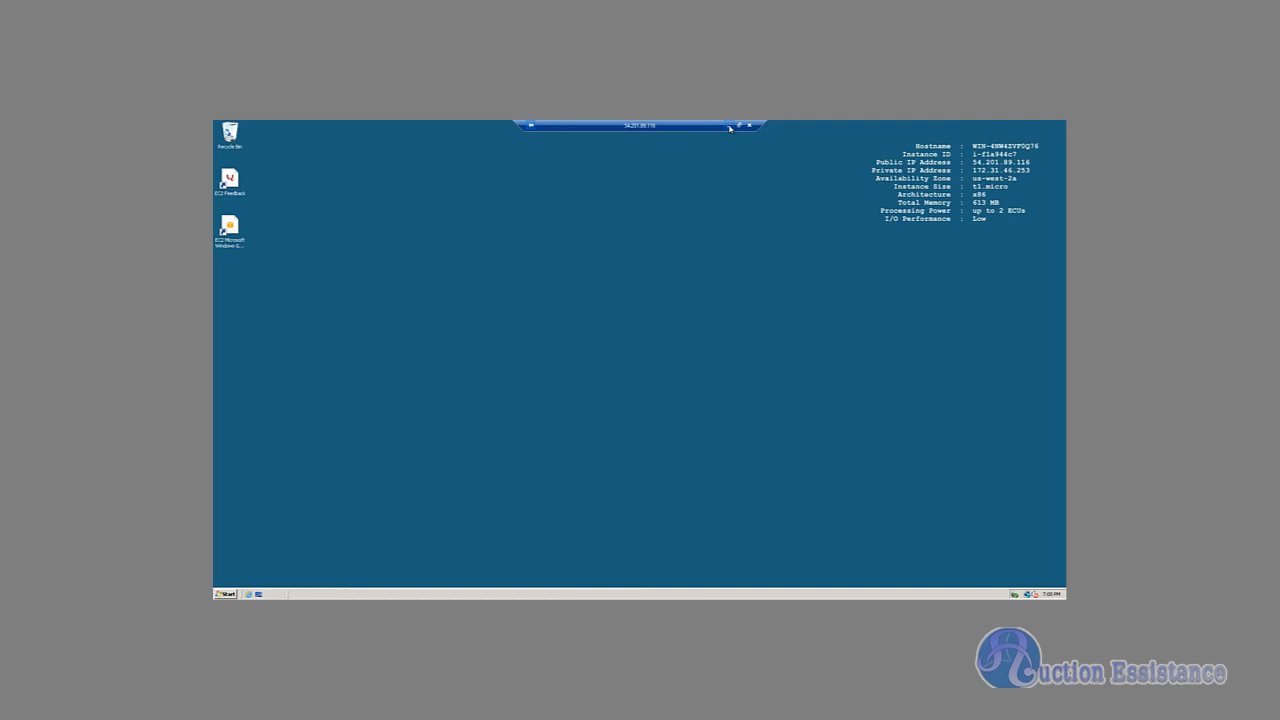 54.201.89.116
Recycle Bin
EC2 Feedback
EC2 Microsoft
Windows G...
Hostname : WIN-4NW4ZVF0Q76
Instance ID : i-f1a944c7
Public IP Address : 54.201.89.116
Private IP Address : 172.31.46.253
Availability Zone : us-west-2a
Instance Size : t1.micro
Architecture : x86
Total Memory : 613 MB
Processing Power : up to 2 ECUs
I/O Performance : Low
Start
7:00 PM
Auction Essistance